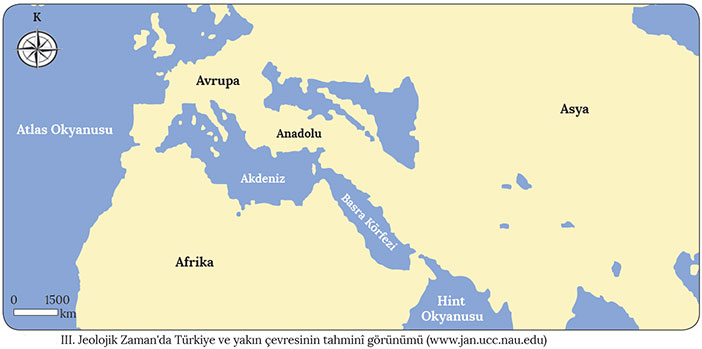 K
Avrupa
Asya
Atlas Okyanusu
Anadolu
Akdeniz
Basra Körfezi
Afrika
Hint
Okyanusu
0 1500
km
III. Jeolojik Zaman'da Türkiye ve yakın çevresinin tahminî görünümü (www.jan.ucc.nau.edu)